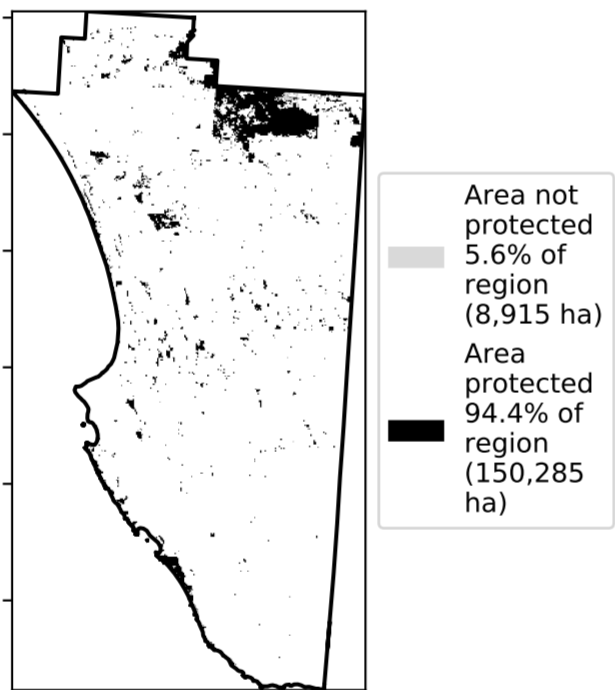 Area not
protected
5.6% of
region
(8,915 ha)
Area
protected
94.4% of
region
(150,285
ha)